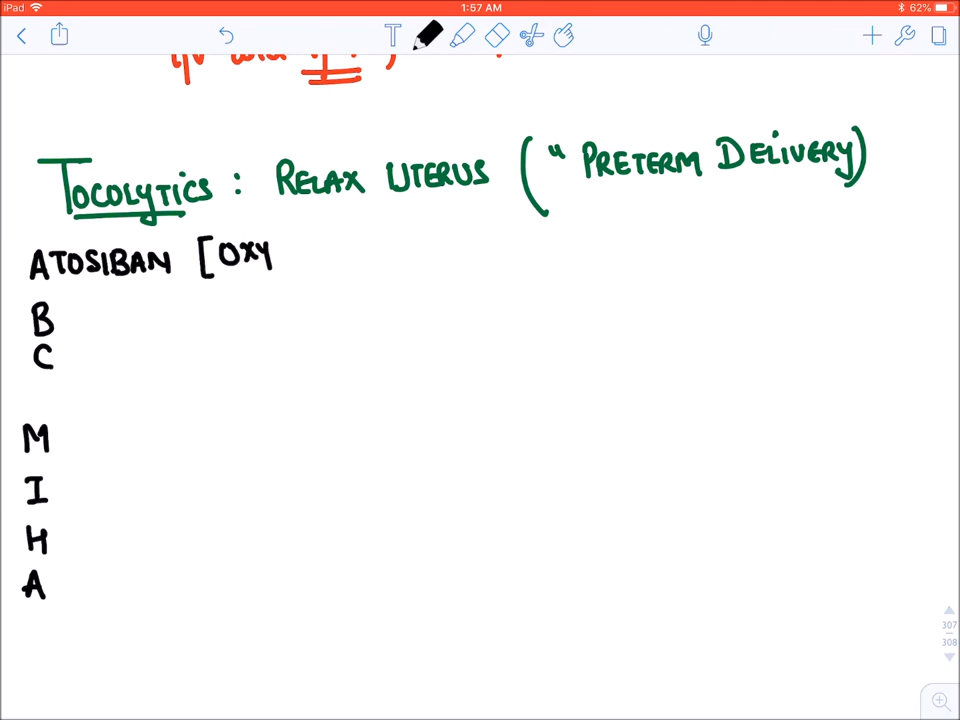 iPad 1:57 AM 62%
TOCOLYTICS : RELAX UTERUS ( " PRETERM DELIVERY)
ATOSIBAN [OXY
B
C
M
I
H
A
307
308